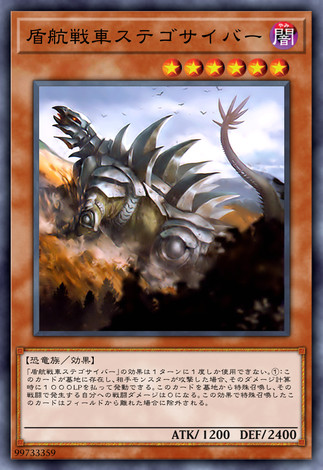 盾航戦車ステゴサイバー
闇
やみ
【恐竜族／効果】
「盾航戦車ステゴサイバー」の効果は１ターンに１度しか使用できない。①：こ
のカードが墓地に存在し、相手モンスターが攻撃した場合、そのダメージ計算
時に１０００LPを払って発動できる。このカードを墓地から特殊召喚し、その
戦闘で発生する自分への戦闘ダメージは０になる。この効果で特殊召喚したこ
のカードはフィールドから離れた場合に除外される。
ATK/1200 DEF/2400
99733359